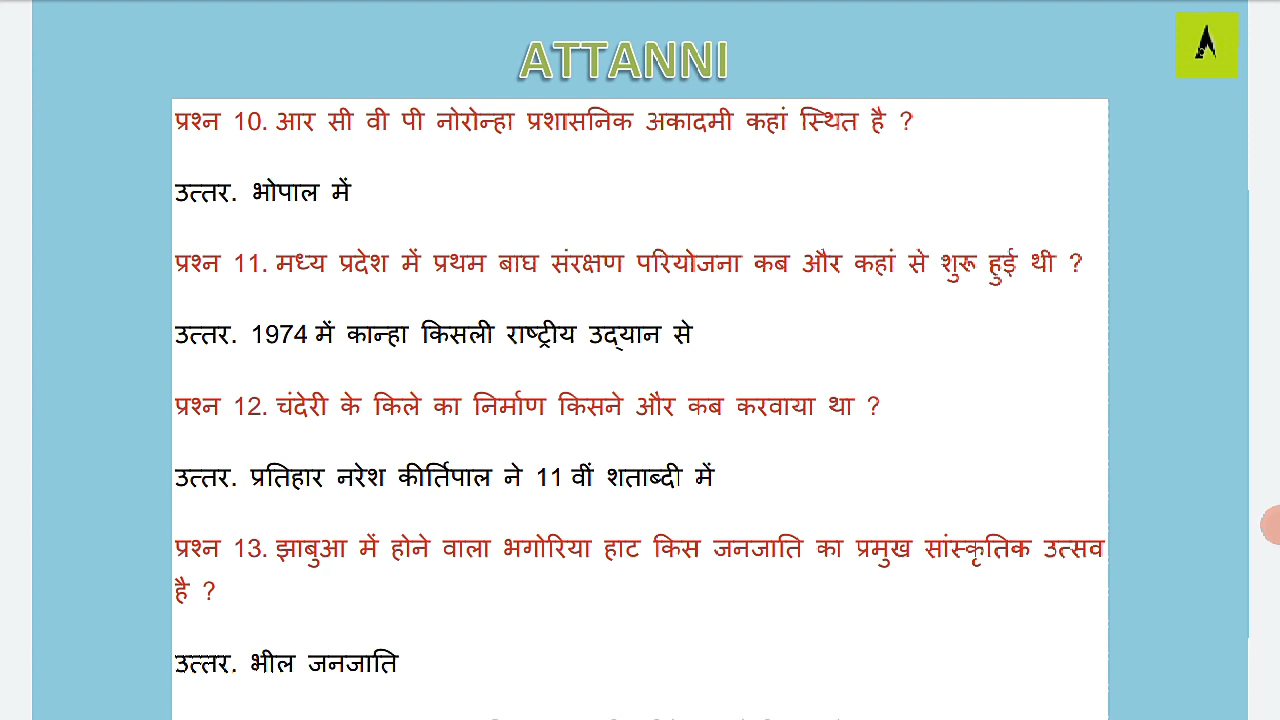 ATTANNI
प्रश्न 10. आर सी वी पी नोरोन्हा प्रशासनिक अकादमी कहां स्थित है ?
उत्तर. भोपाल में
प्रश्न 11. मध्य प्रदेश में प्रथम बाघ संरक्षण परियोजना कब और कहां से शुरू हुई थी ?
उत्तर. 1974 में कान्हा किसली राष्ट्रीय उद्यान से
प्रश्न 12. चंदेरी के किले का निर्माण किसने और कब करवाया था ?
उत्तर. प्रतिहार नरेश कीर्तिपाल ने 11 वीं शताब्दी में
प्रश्न 13. झाबुआ में होने वाला भगोरिया हाट किस जनजाति का प्रमुख सांस्कृतिक उत्सव
है ?
उत्तर. भील जनजाति